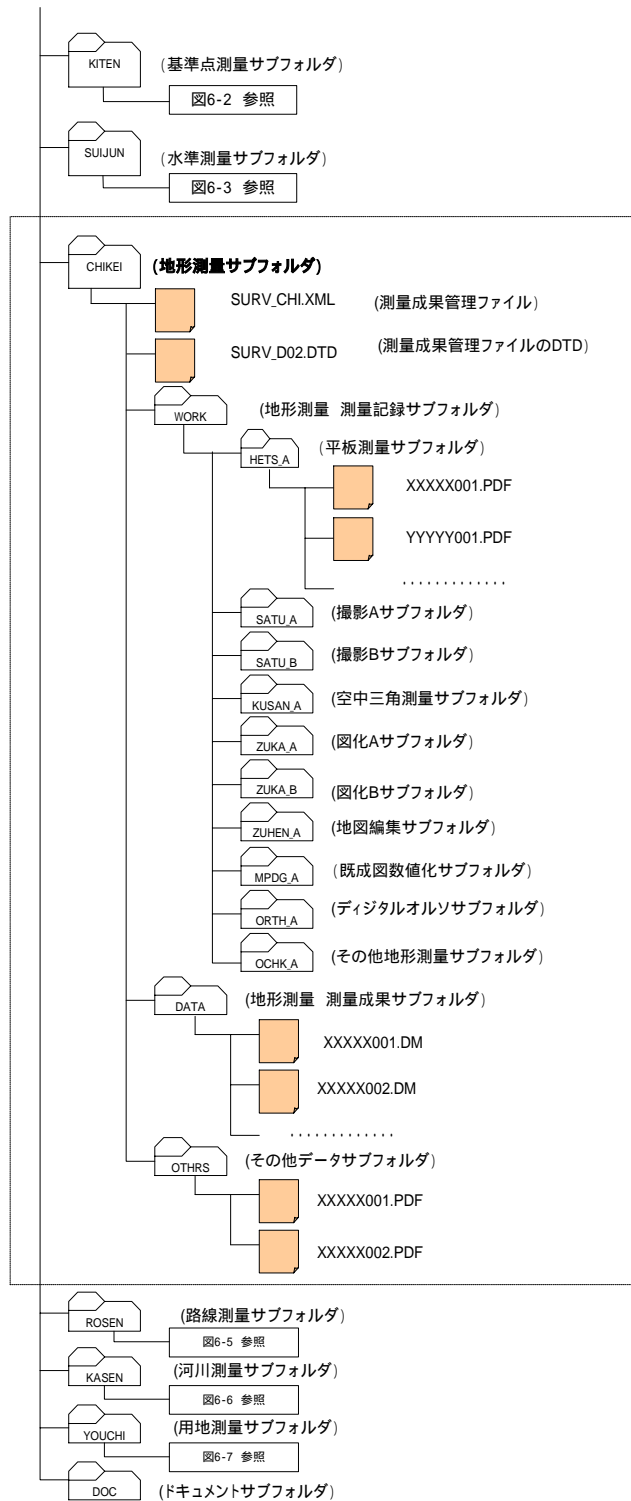 KITEN (基準点測量サブフォルダ)
図6-2 参照
SUIJUN (水準測量サブフォルダ)
図6-3 参照
CHIKEI (地形測量サブフォルダ)
SURV_CHI.XML (測量成果管理ファイル)
SURV_D02.DTD (測量成果管理ファイルのDTD)
WORK (地形測量 測量記録サブフォルダ)
HETS_A (平板測量サブフォルダ)
XXXXX001.PDF
YYYYY001.PDF
.............
SATU_A (撮影Aサブフォルダ)
SATU_B (撮影Bサブフォルダ)
KUSAN_A (空中三角測量サブフォルダ)
ZUKA_A (図化Aサブフォルダ)
ZUKA_B (図化Bサブフォルダ)
ZUHEN_A (地図編集サブフォルダ)
MPDG_A (既成図数値化サブフォルダ)
ORTH_A (ディジタルオルソサブフォルダ)
OCHK_A (その他地形測量サブフォルダ)
DATA (地形測量 測量成果サブフォルダ)
XXXXX001.DM
XXXXX002.DM
.............
OTHRS (その他データサブフォルダ)
XXXXX001.PDF
XXXXX002.PDF
ROSEN (路線測量サブフォルダ)
図6-5 参照
KASEN (河川測量サブフォルダ)
図6-6 参照
YOUCHI (用地測量サブフォルダ)
図6-7 参照
DOC (ドキュメントサブフォルダ)